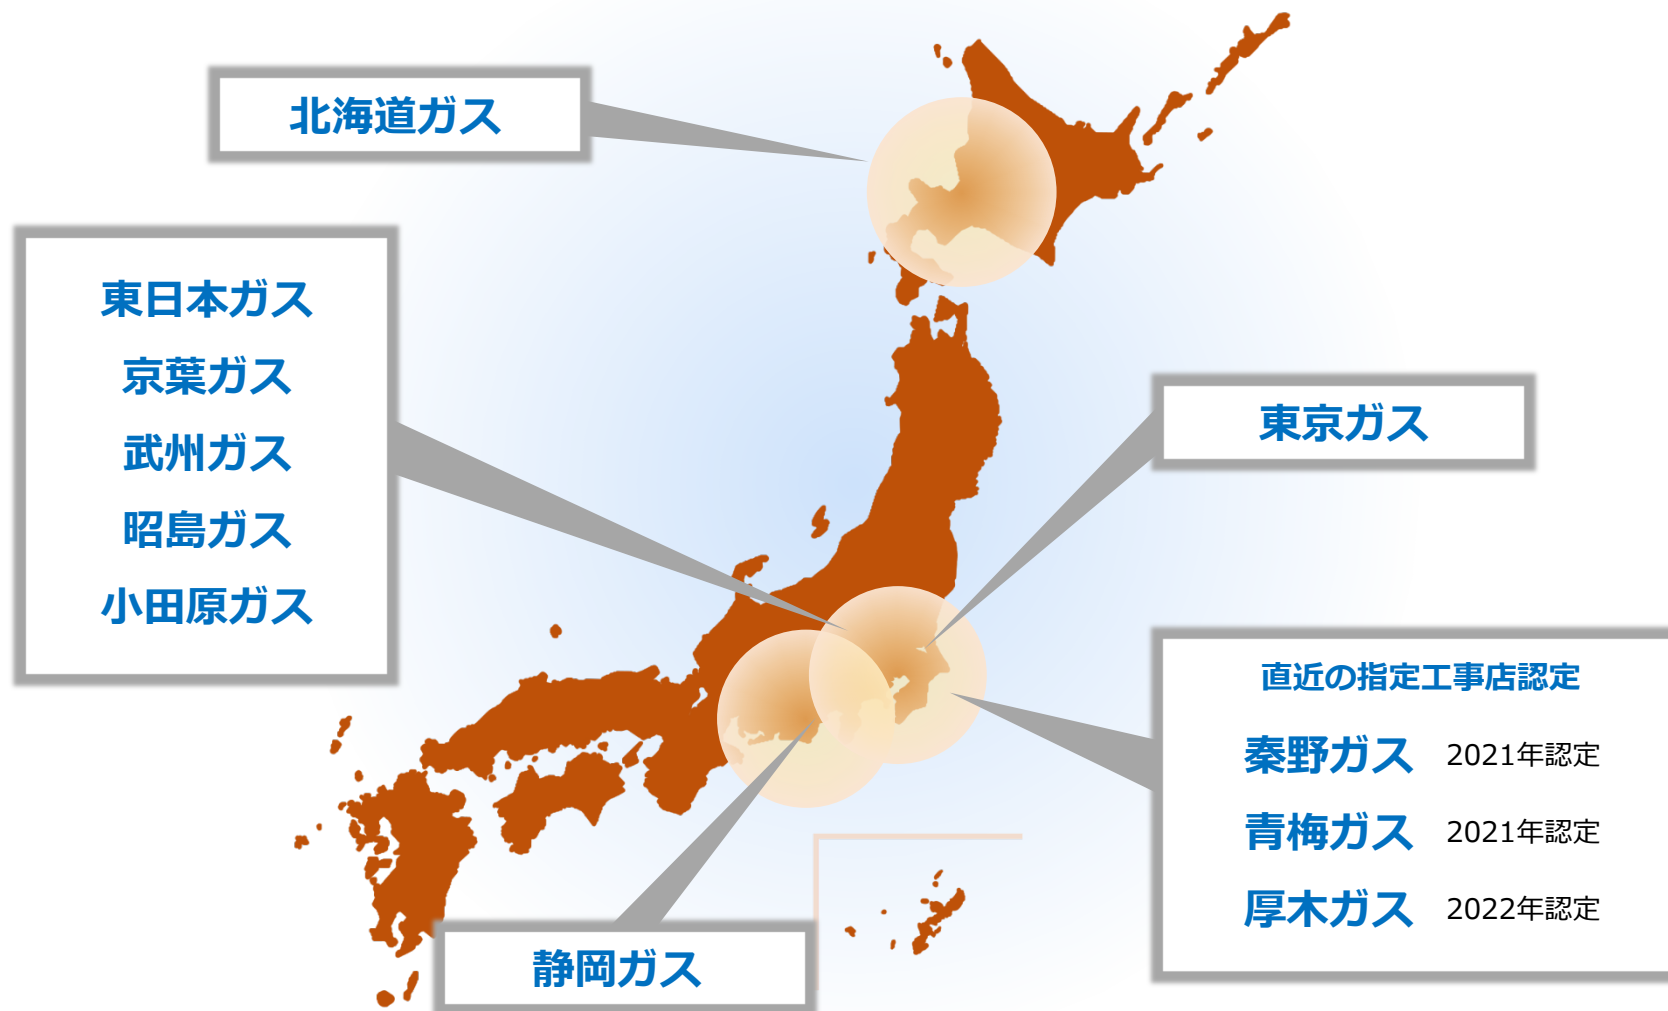 北海道ガス
東日本ガス
京葉ガス
武州ガス
昭島ガス
小田原ガス
東京ガス
直近の指定工事店認定
秦野ガス 2021年認定
青梅ガス 2021年認定
厚木ガス 2022年認定
静岡ガス